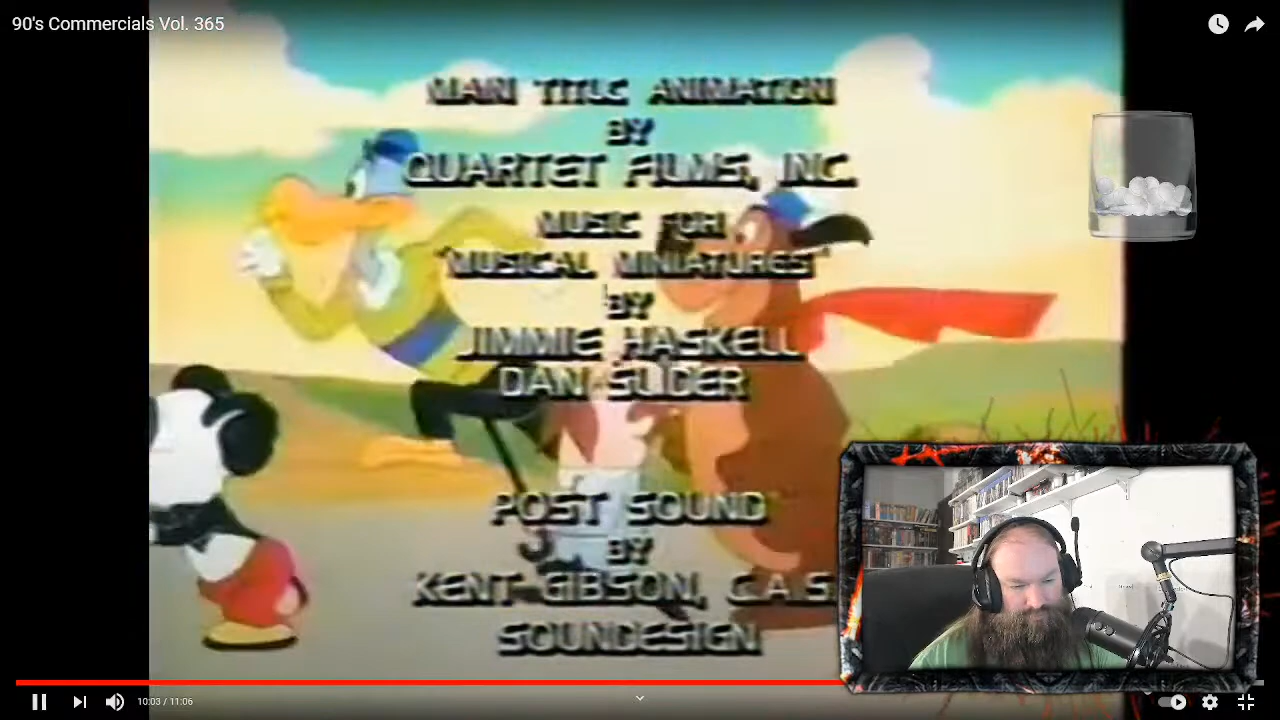 90's Commercials Vol. 365
MAIN TITLE ANIMATION
BY
QUARTET FILMS, INC.
MUSIC FOR
"MUSICAL MINIATURES"
BY
JIMMIE HASKELL
DAN SLIDER
POST SOUND
BY
KENT GIBSON, C.A.S.
SOUNDESIGN
10:03 / 11:06